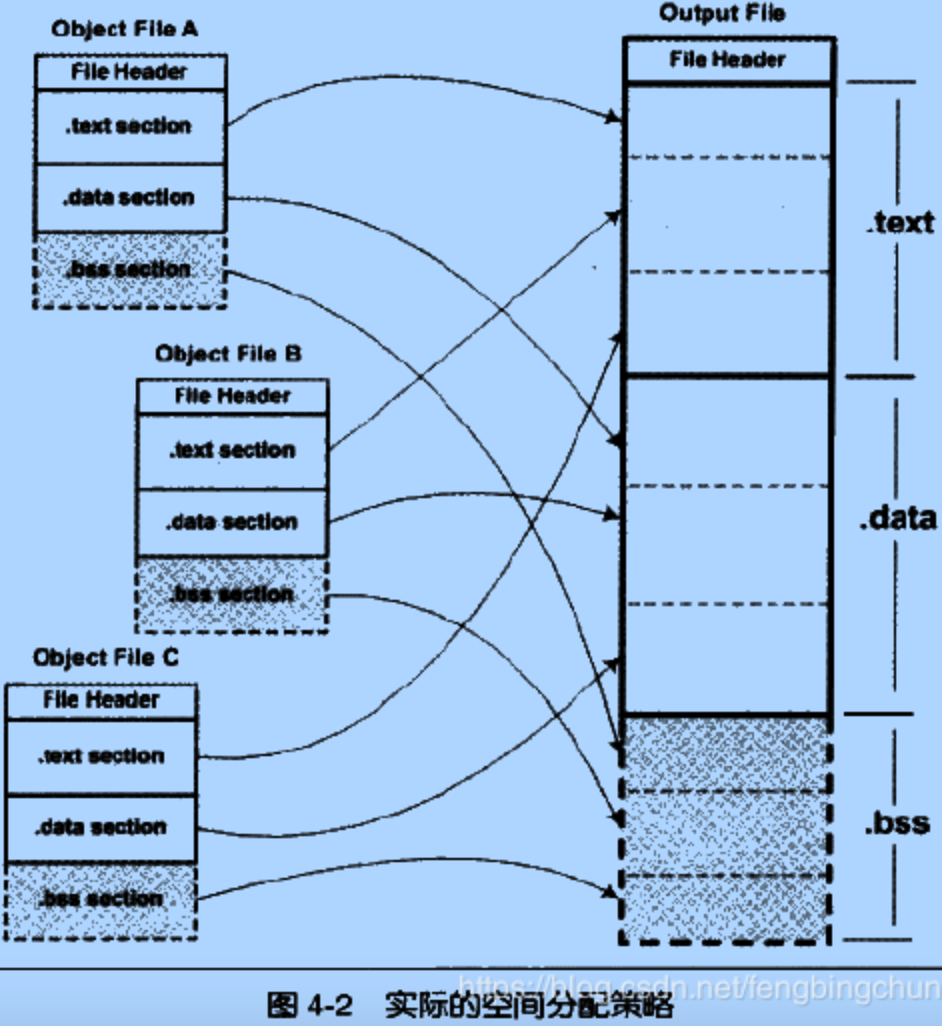 Object File A
File Header
.text section
.data section
.bss section
Object File B
File Header
.text section
.data section
.bss section
Object File C
File Header
.text section
.data section
.bss section
Output File
File Header
.text
.data
.bss
https://blog.csdn.net/fengbingchun
图 4-2 实际的空间分配策略